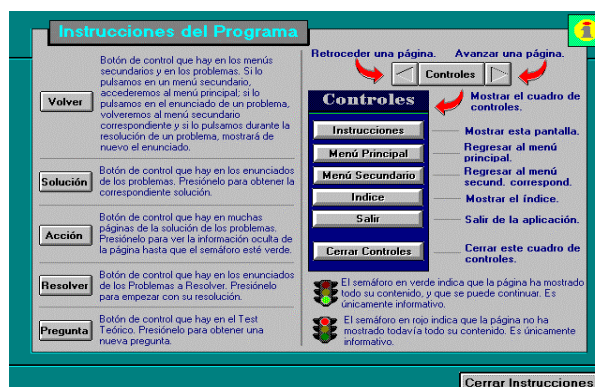 Instrucciones del Programa
Volver
Botón de control que hay en los menús
secundarios y en los problemas. Si lo
pulsamos en un menú secundario,
accederemos al menú principal; si lo
pulsamos en el enunciado de un problema,
volveremos al menú secundario
correspondiente y si lo pulsamos durante la
resolución de un problema, mostrará de
nuevo el enunciado.
Solución
Botón de control que hay en los enunciados
de los problemas. Presiónelo para obtener la
correspondiente solución.
Acción
Botón de control que hay en muchas
páginas de la solución de los problemas.
Presiónelo para ver la información oculta de
la página hasta que el semáforo esté verde.
Resolver
Botón de control que hay en los enunciados
de los Problemas a Resolver. Presiónelo
para empezar con su resolución.
Pregunta
Botón de control que hay en el Test
Teórico. Presiónelo para obtener una
nueva pregunta.
Retroceder una página. Avanzar una página.
Controles
Mostrar el cuadro de
controles.
Controles
Instrucciones
Mostrar esta pantalla.
Menú Principal
Regresar al menú
principal.
Menú Secundario
Regresar al menú
secund. correspond.
Indice
Mostrar el índice.
Salir
Salir de la aplicación.
Cerrar Controles
Cerrar este cuadro de
controles.
El semáforo en verde indica que la página ha mostrado
todo su contenido, y que se puede continuar. Es
únicamente informativo.
El semáforo en rojo indica que la página no ha
mostrado todavía todo su contenido. Es únicamente
informativo.
Cerrar Instrucciones